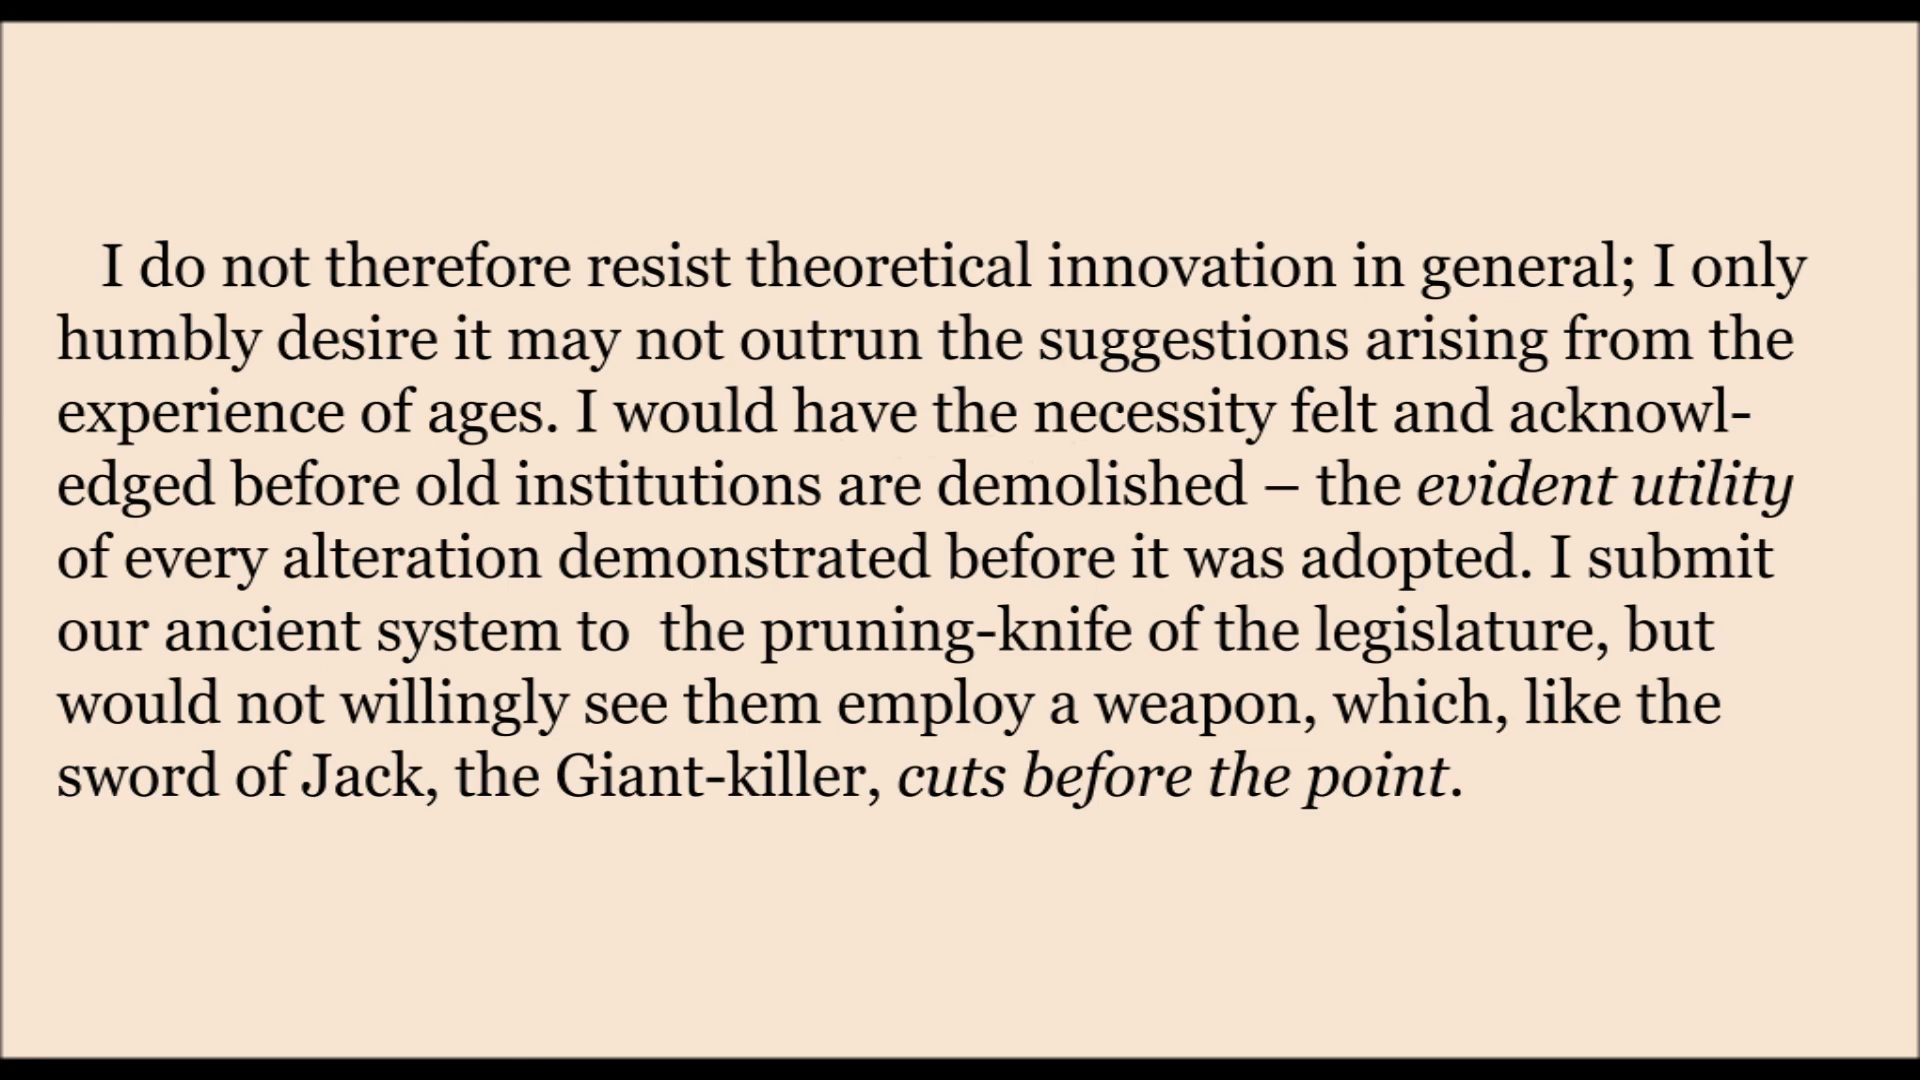 I do not therefore resist theoretical innovation in general; I only
humbly desire it may not outrun the suggestions arising from the
experience of ages. I would have the necessity felt and acknowl-
edged before old institutions are demolished – the evident utility
of every alteration demonstrated before it was adopted. I submit
our ancient system to  the pruning-knife of the legislature, but
would not willingly see them employ a weapon, which, like the
sword of Jack, the Giant-killer, cuts before the point.